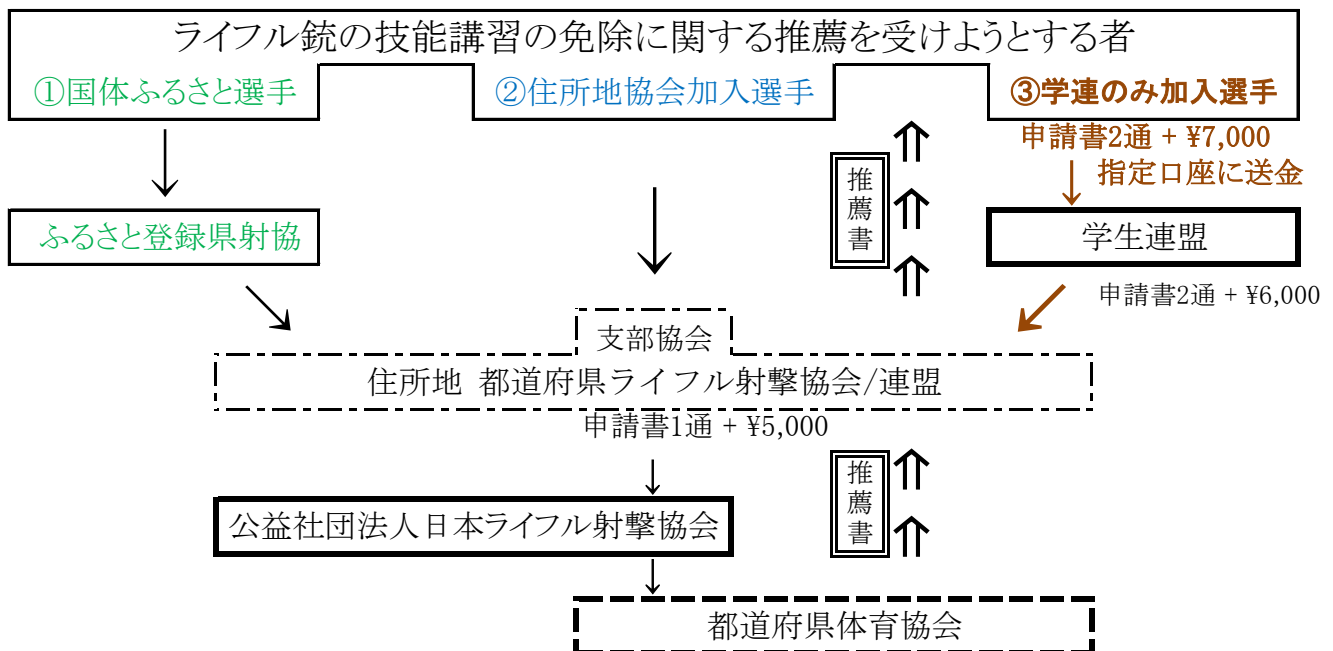 ライフル銃の技能講習の免除に関する推薦を受けようとする者
①国体ふるさと選手
②住所地協会加入選手
③学連のみ加入選手
申請書2通 + ¥7,000
指定口座に送金
推薦書
ふるさと登録県射協
学生連盟
申請書2通 + ¥6,000
支部協会
住所地 都道府県ライフル射撃協会/連盟
申請書1通 + ¥5,000
推薦書
公益社団法人日本ライフル射撃協会
都道府県体育協会